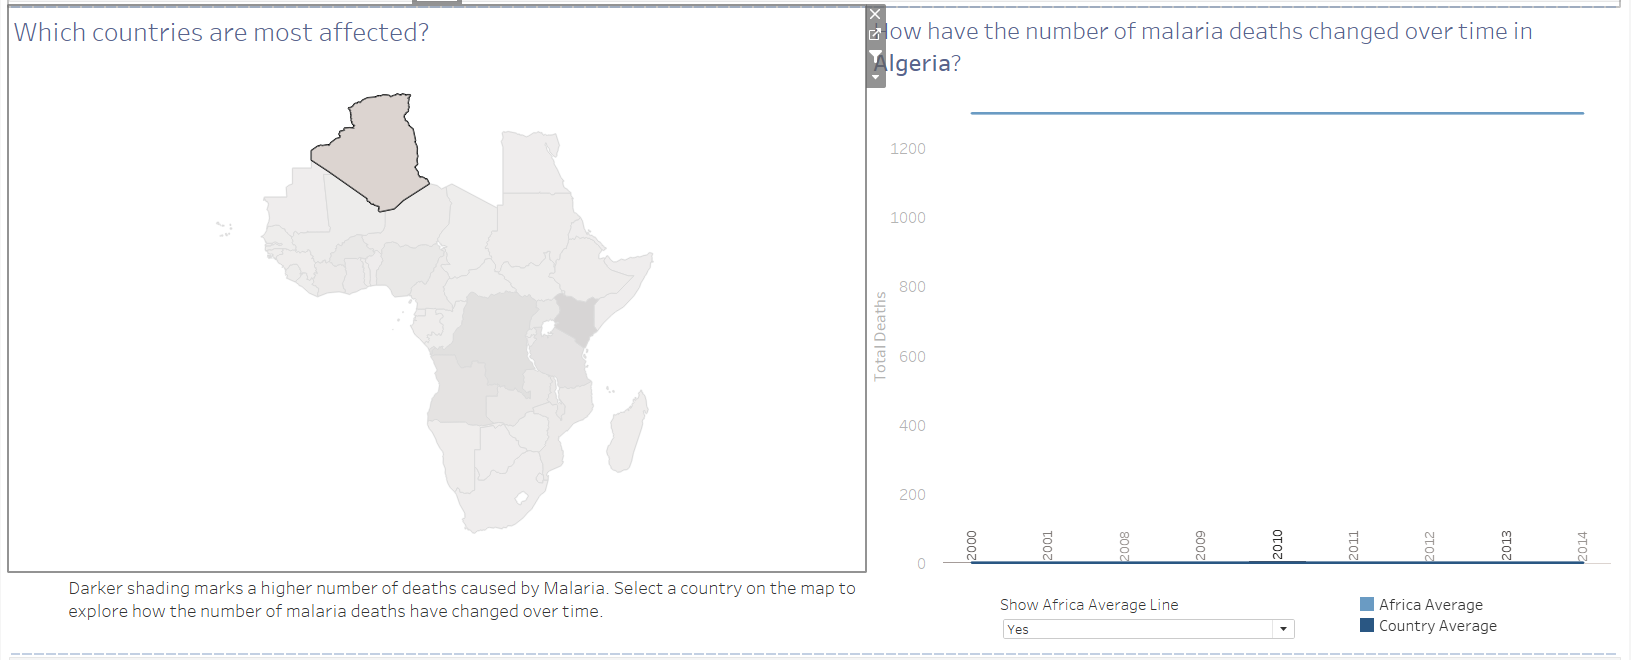 Which countries are most affected?
How have the number of malaria deaths changed over time in
Algeria?
1200
1000
800
600
400
200
0
Total Deaths
2000
2001
2008
2009
2010
2011
2012
2013
2014
Darker shading marks a higher number of deaths caused by Malaria. Select a country on the map to
explore how the number of malaria deaths have changed over time.
Show Africa Average Line
Yes
Africa Average
Country Average